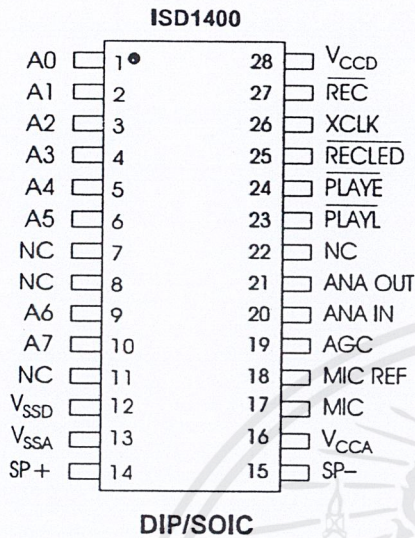 ISD1400
A0 1 28 VCCD
A1 2 27 REC
A2 3 26 XCLK
A3 4 25 RECLED
A4 5 24 PLAYE
A5 6 23 PLAYL
NC 7 22 NC
NC 8 21 ANA OUT
A6 9 20 ANA IN
A7 10 19 AGC
NC 11 18 MIC REF
VSSD 12 17 MIC
VSSA 13 16 VCCA
SP+ 14 15 SP–
DIP/SOIC